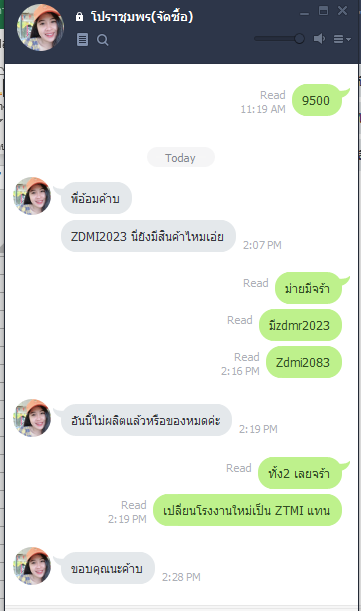 โปรฯชุมพร(จัดซื้อ)
Read
11:19 AM
9500
Today
พี่อ้อมค้าบ
ZDMI2023 นี่ยังมีสินค้าไหมเอ่ย
2:07 PM
Read
ม่ายมีจร้า
Read
มีzdmr2023
Read
2:16 PM
Zdmi2083
อันนี้ไม่ผลิตแล้วหรือของหมดค่ะ
2:19 PM
Read
ทั้ง2 เลยจร้า
Read
2:19 PM
เปลี่ยนโรงงานใหม่เป็น ZTMI แทน
ขอบคุณนะค้าบ
2:28 PM